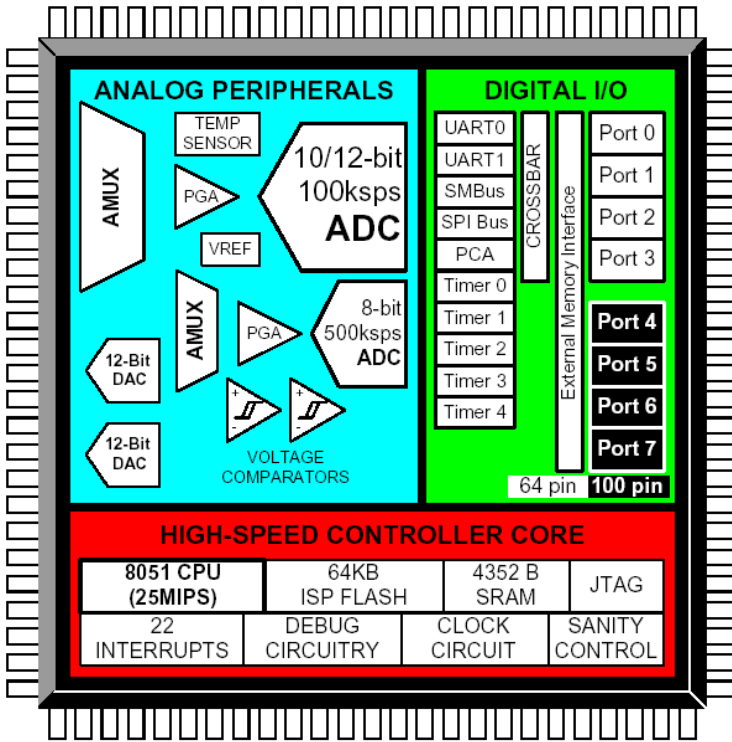 ANALOG PERIPHERALS
AMUX
TEMP
SENSOR
10/12-bit
100ksps
ADC
PGA
VREF
AMUX
PGA
8-bit
500ksps
ADC
12-Bit
DAC
+
-
+
-
12-Bit
DAC
VOLTAGE
COMPARATORS
DIGITAL I/O
UART0
UART1
SMBus
SPI Bus
PCA
Timer 0
Timer 1
Timer 2
Timer 3
Timer 4
CROSSBAR
External Memory Interface
Port 0
Port 1
Port 2
Port 3
Port 4
Port 5
Port 6
Port 7
64 pin 100 pin
HIGH-SPEED CONTROLLER CORE
8051 CPU
(25MIPS)
64KB
ISP FLASH
4352 B
SRAM
JTAG
22
INTERRUPTS
DEBUG
CIRCUITRY
CLOCK
CIRCUIT
SANITY
CONTROL